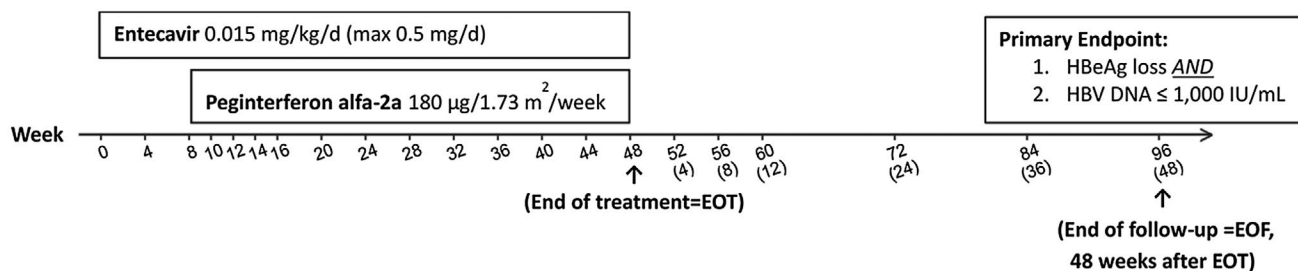 Entecavir 0.015 mg/kg/d (max 0.5 mg/d)
Peginterferon alfa-2a 180 µg/1.73 m²/week
Primary Endpoint:
1. HBeAg loss AND
2. HBV DNA ≤ 1,000 IU/mL
Week
0 4 8 10 12 14 16 20 24 28 32 36 40 44 48 52 56 60 72 84 96
(4) (8) (12) (24) (36) (48)
(End of treatment=EOT)
(End of follow-up =EOF,
48 weeks after EOT)